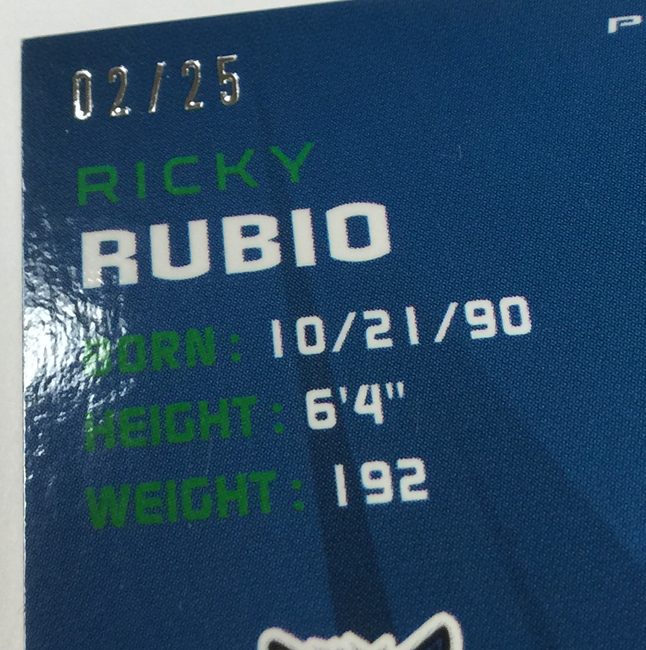 P
02/25
RICKY
RUBIO
BORN: 10/21/90
HEIGHT: 6'4"
WEIGHT: 192